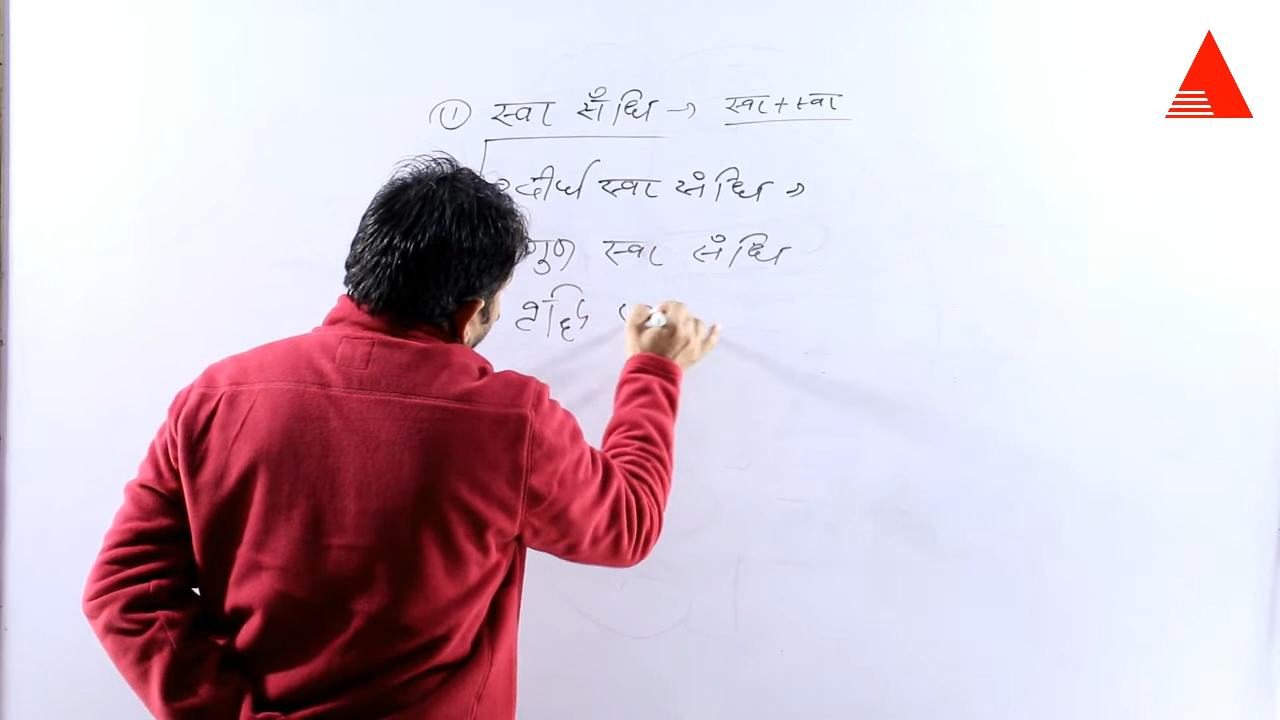 ① स्वर संधि → स्वर + स्वर
दीर्घ स्वर संधि →
गुण स्वर संधि
वृद्धि